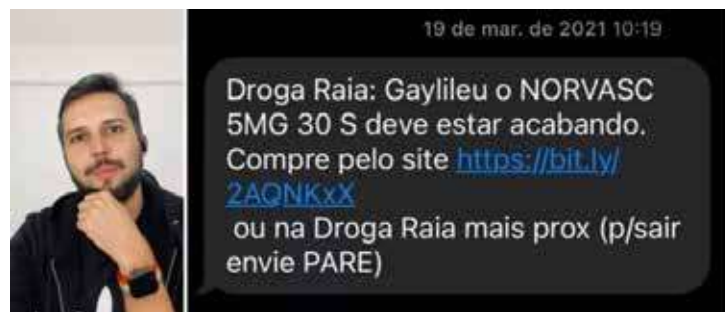 19 de mar. de 2021 10:19
Droga Raia: Gaylileu o NORVASC
5MG 30 S deve estar acabando.
Compre pelo site https://bit.ly/
2AQNKxX
ou na Droga Raia mais prox (p/sair
envie PARE)